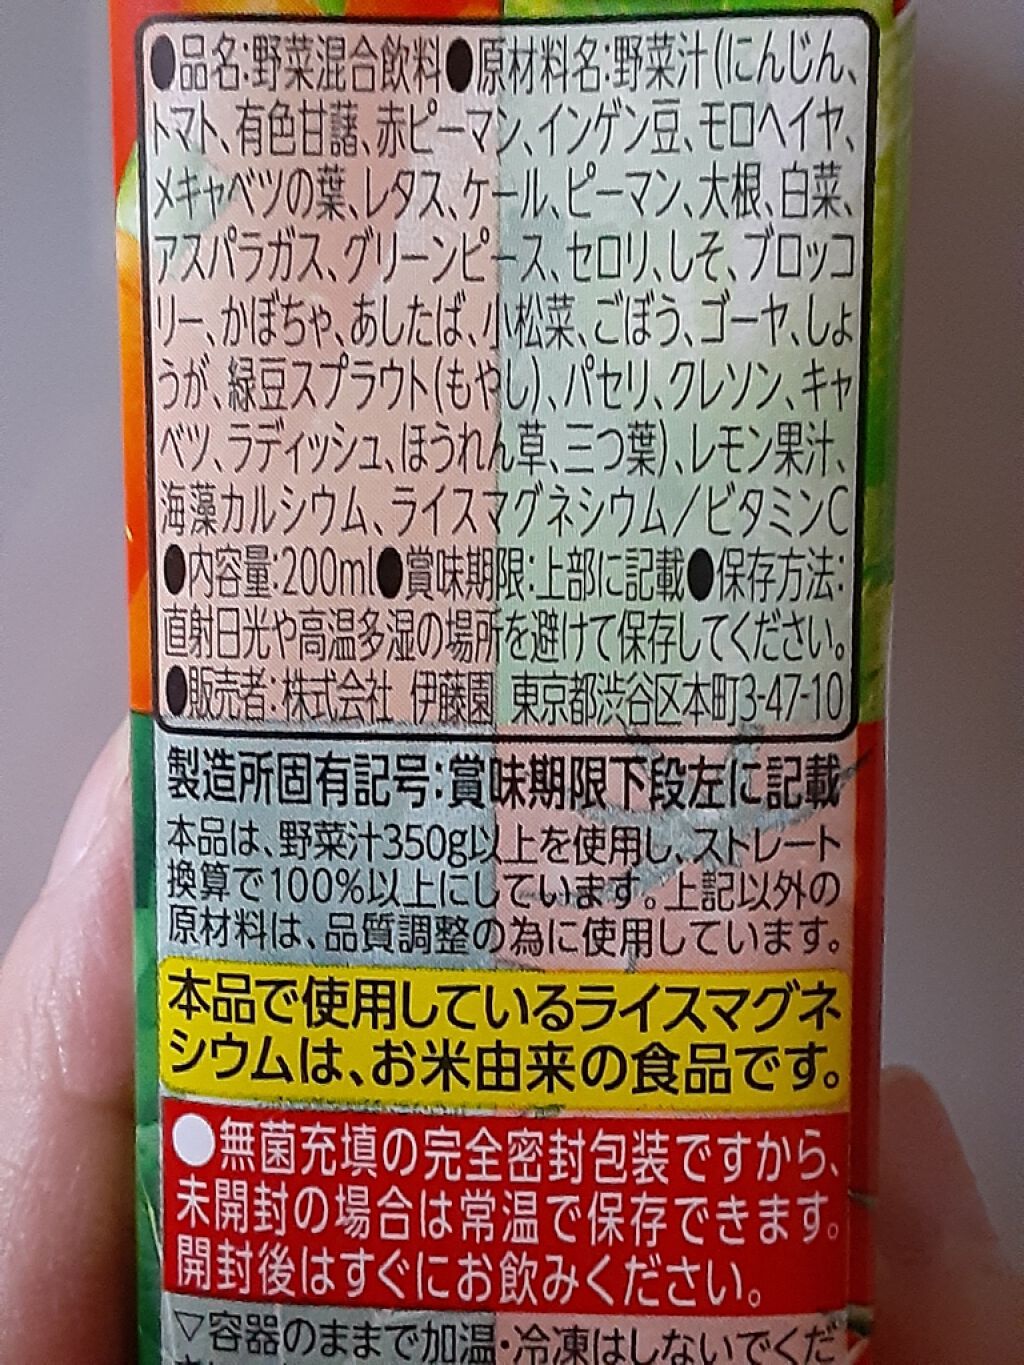 ●品名:野菜混合飲料●原材料名:野菜汁(にんじん、
トマト、有色甘藷、赤ピーマン、インゲン豆、モロヘイヤ、
メキャベツの葉、レタス、ケール、ピーマン、大根、白菜、
アスパラガス、グリーンピース、セロリ、しそ、ブロッコ
リー、かぼちゃ、あしたば、小松菜、ごぼう、ゴーヤ、しょ
うが、緑豆スプラウト(もやし)、パセリ、クレソン、キャ
ベツ、ラディッシュ、ほうれん草、三つ葉)、レモン果汁、
海藻カルシウム、ライスマグネシウム/ビタミンC
●内容量:200ml●賞味期限:上部に記載●保存方法:
直射日光や高温多湿の場所を避けて保存してください。
●販売者:株式会社 伊藤園 東京都渋谷区本町3-47-10
製造所固有記号:賞味期限下段左に記載
本品は、野菜汁350g以上を使用し、ストレート
換算で100%以上にしています。上記以外の
原材料は、品質調整の為に使用しています。
本品で使用しているライスマグネ
シウムは、お米由来の食品です。
●無菌充填の完全密封包装ですから、
未開封の場合は常温で保存できます。
開封後はすぐにお飲みください。
▽容器のままで加温・冷凍はしないでくだ